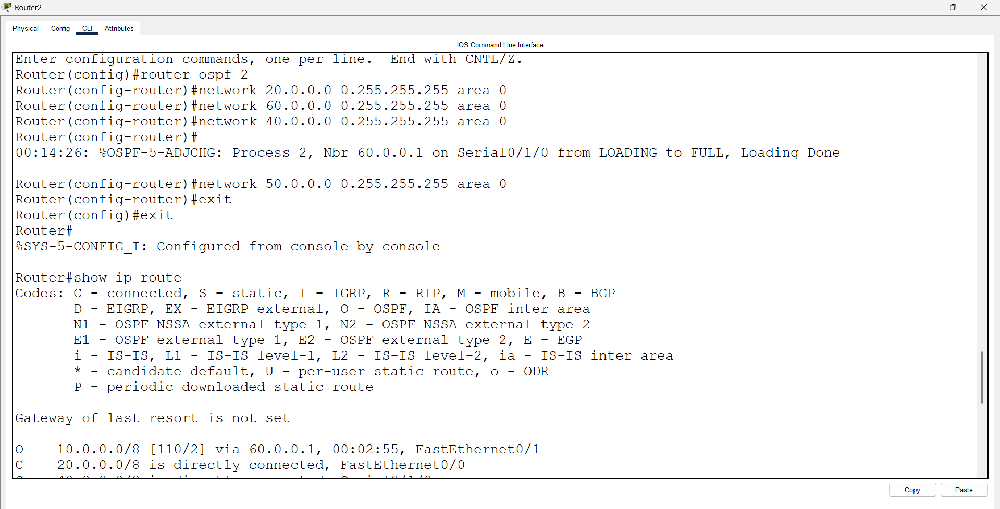 Router2
Physical Config CLI Attributes
IOS Command Line Interface
Enter configuration commands, one per line.  End with CNTL/Z.
Router(config)#router ospf 2
Router(config-router)#network 20.0.0.0 0.255.255.255 area 0
Router(config-router)#network 60.0.0.0 0.255.255.255 area 0
Router(config-router)#network 40.0.0.0 0.255.255.255 area 0
Router(config-router)#
00:14:26: %OSPF-5-ADJCHG: Process 2, Nbr 60.0.0.1 on Serial0/1/0 from LOADING to FULL, Loading Done
Router(config-router)#network 50.0.0.0 0.255.255.255 area 0
Router(config-router)#exit
Router(config)#exit
Router#
%SYS-5-CONFIG_I: Configured from console by console
Router#show ip route
Codes: C - connected, S - static, I - IGRP, R - RIP, M - mobile, B - BGP
D - EIGRP, EX - EIGRP external, O - OSPF, IA - OSPF inter area
N1 - OSPF NSSA external type 1, N2 - OSPF NSSA external type 2
E1 - OSPF external type 1, E2 - OSPF external type 2, E - EGP
i - IS-IS, L1 - IS-IS level-1, L2 - IS-IS level-2, ia - IS-IS inter area
* - candidate default, U - per-user static route, o - ODR
P - periodic downloaded static route
Gateway of last resort is not set
O    10.0.0.0/8 [110/2] via 60.0.0.1, 00:02:55, FastEthernet0/1
C    20.0.0.0/8 is directly connected, FastEthernet0/0
Copy Paste